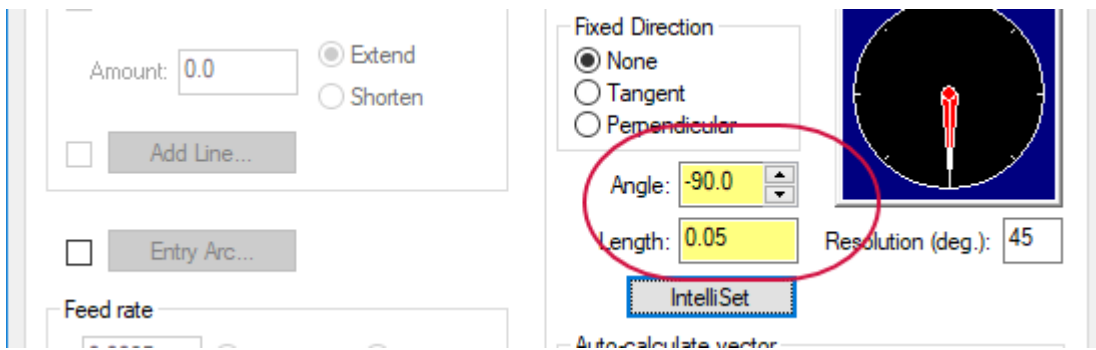 Amount: 0.0
Extend
Shorten
Add Line...
Entry Arc...
Feed rate
Fixed Direction
None
Tangent
Perpendicular
Angle: -90.0
Length: 0.05
Resolution (deg.): 45
IntelliSet
Auto-calculate vector